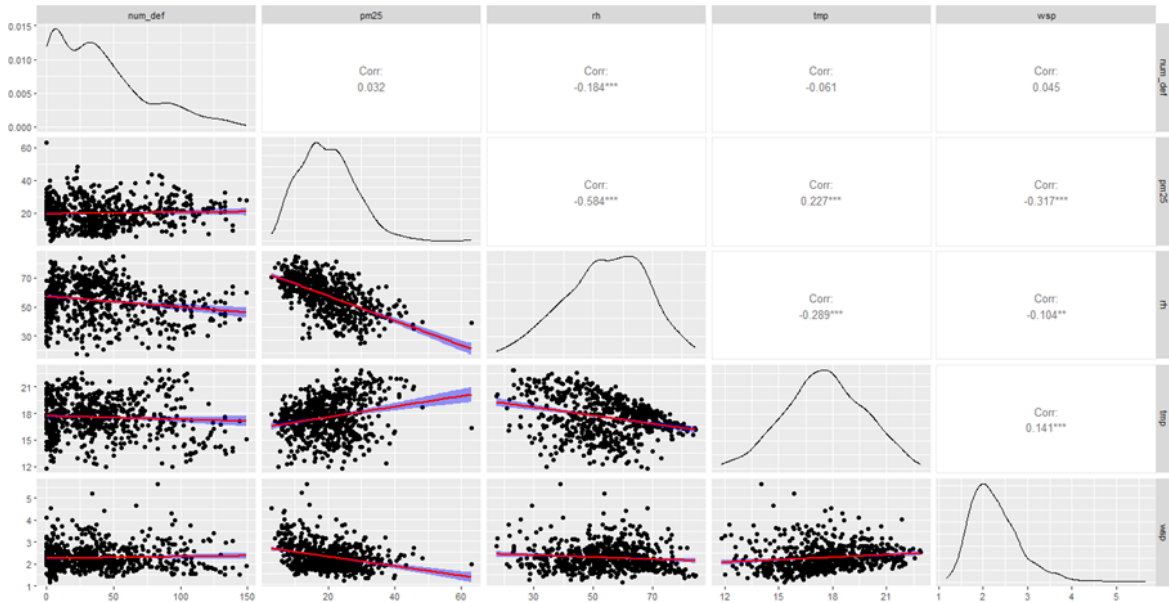 num_def pm25 rh tmp wsp
0.015
0.010
0.005
0.000
Corr:
0.032
Corr:
-0.184***
Corr:
-0.061
Corr:
0.045
num_def
60
40
20
Corr:
-0.584***
Corr:
0.227***
Corr:
-0.317***
pm25
70
50
30
Corr:
-0.289***
Corr:
-0.104**
rh
21
18
15
12
Corr:
0.141***
tmp
5
4
3
2
1
wsp
0 50 100 150 20 40 60 30 50 70 12 15 18 21 1 2 3 4 5